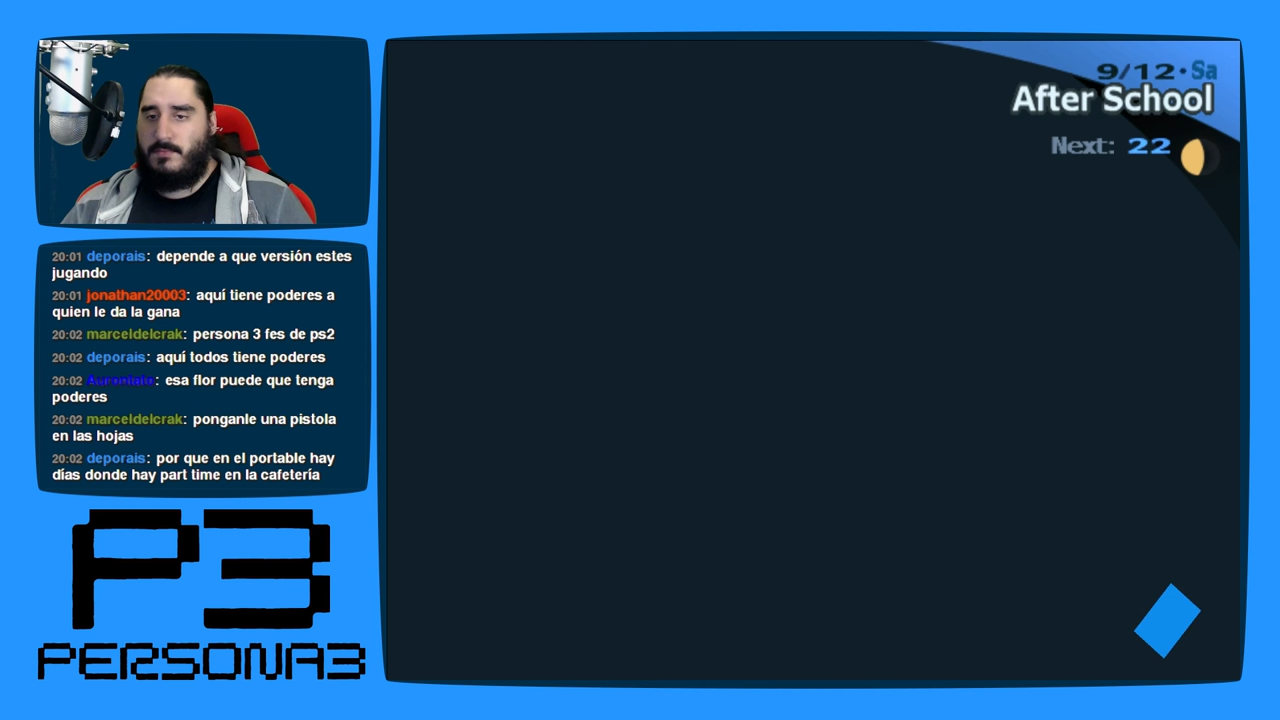 9/12·Sa
After School
Next: 22
20:01 deporais: depende a que versión estes
jugando
20:01 jonathan20003: aquí tiene poderes a
quien le da la gana
20:02 marceldelcrak: persona 3 fes de ps2
20:02 deporais: aquí todos tiene poderes
20:02 : esa flor puede que tenga
poderes
20:02 marceldelcrak: ponganle una pistola
en las hojas
20:02 deporais: por que en el portable hay
días donde hay part time en la cafetería
P3
PERSONA3